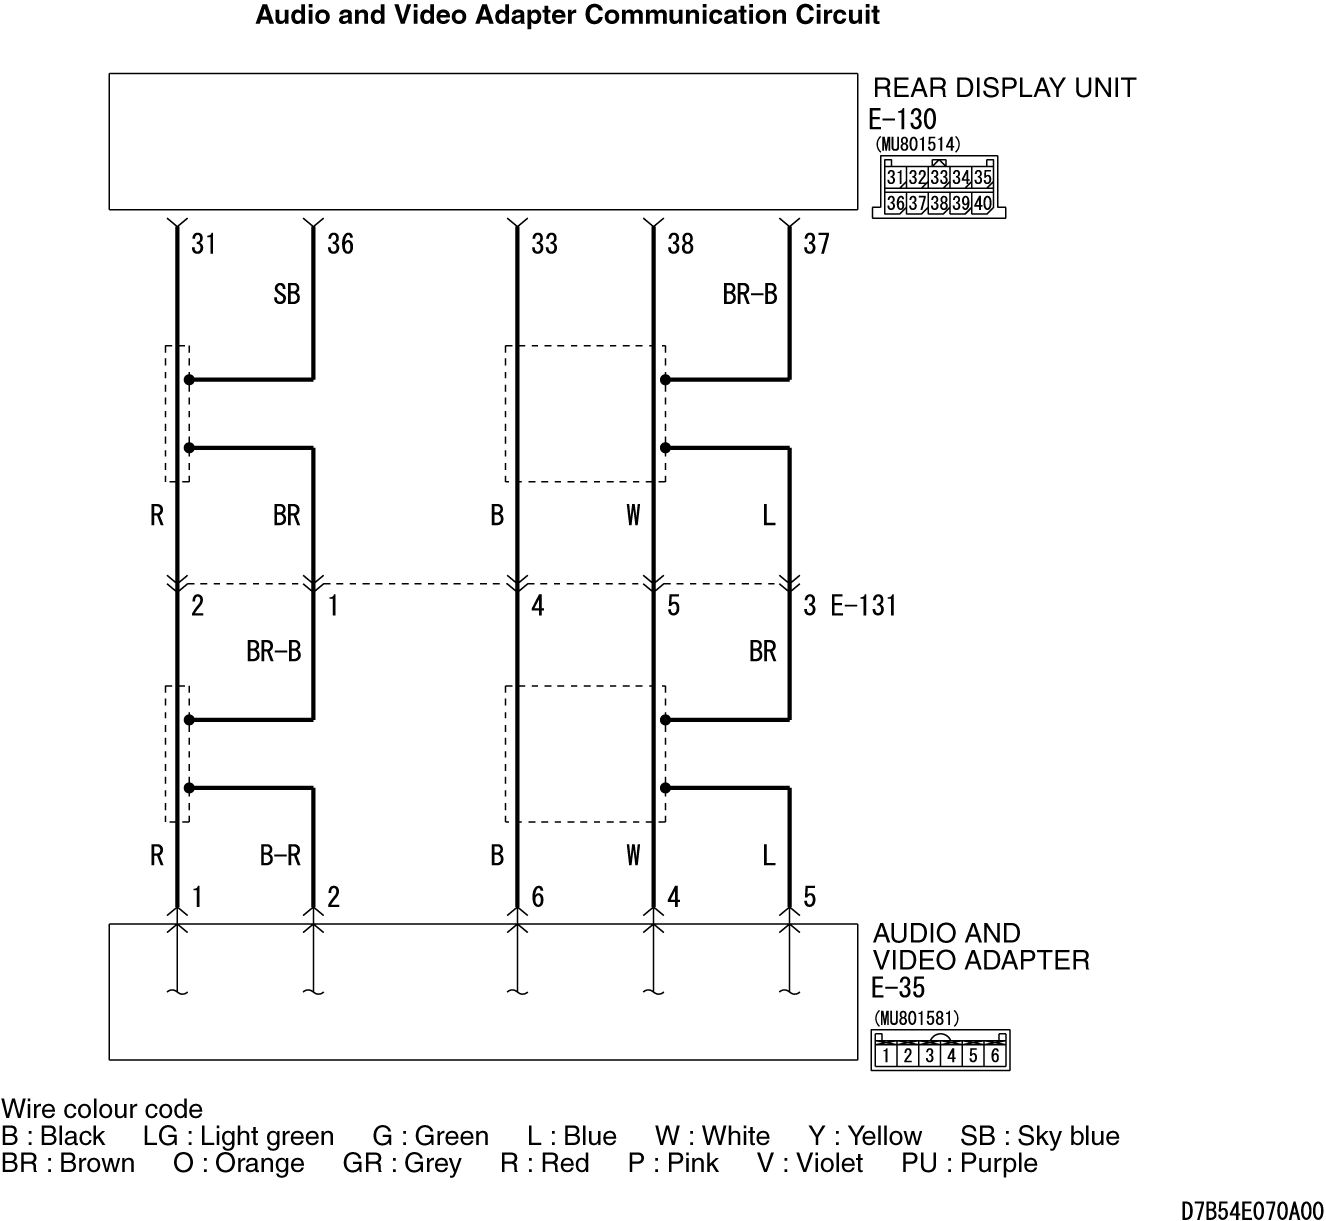 Audio and Video Adapter Communication Circuit
REAR DISPLAY UNIT
E-130
(MU801514)
31 32 33 34 35
36 37 38 39 40
31 36 33 38 37
SB BR-B
R BR B W L
2 1 4 5 3 E-131
BR-B BR
R B-R B W L
1 2 6 4 5
AUDIO AND
VIDEO ADAPTER
E-35
(MU801581)
1 2 3 4 5 6
Wire colour code
B : Black LG : Light green G : Green L : Blue W : White Y : Yellow SB : Sky blue
BR : Brown O : Orange GR : Grey R : Red P : Pink V : Violet PU : Purple
D7B54E070A00